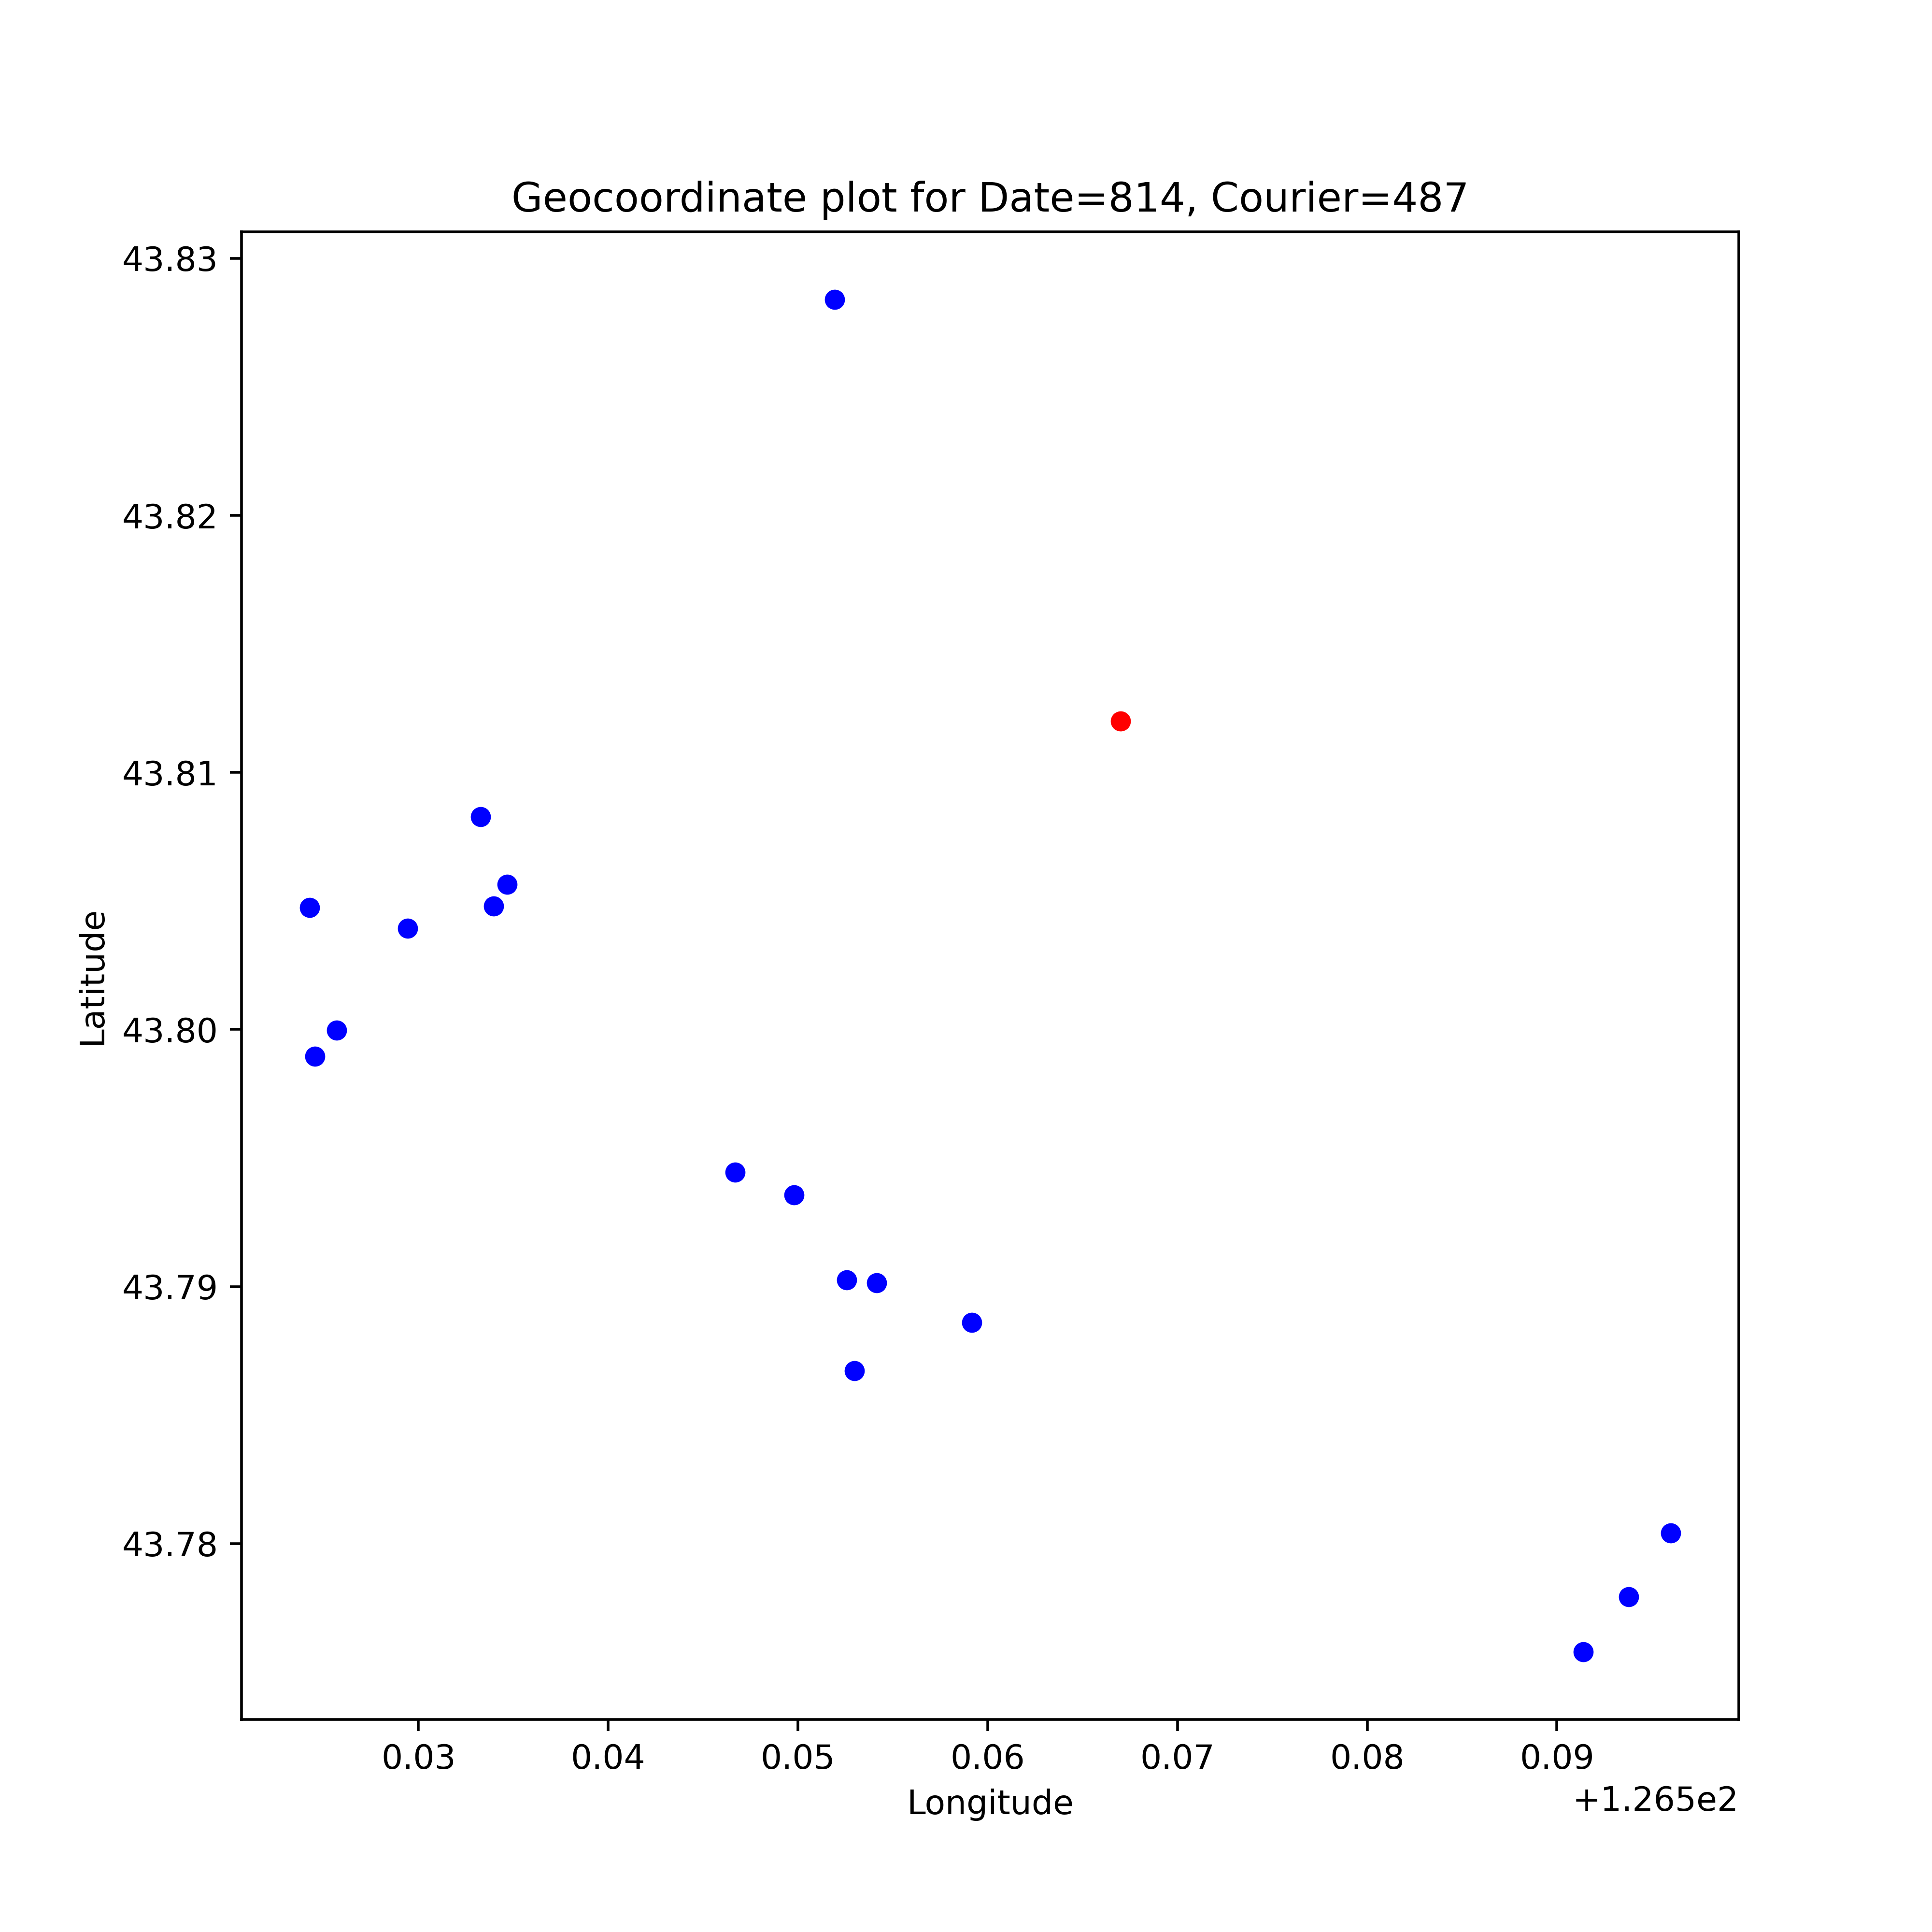 Geocoordinate plot for Date=814, Courier=487
43.83
43.82
43.81
43.80
43.79
43.78
Latitude
0.03 0.04 0.05 0.06 0.07 0.08 0.09
+1.265e2
Longitude